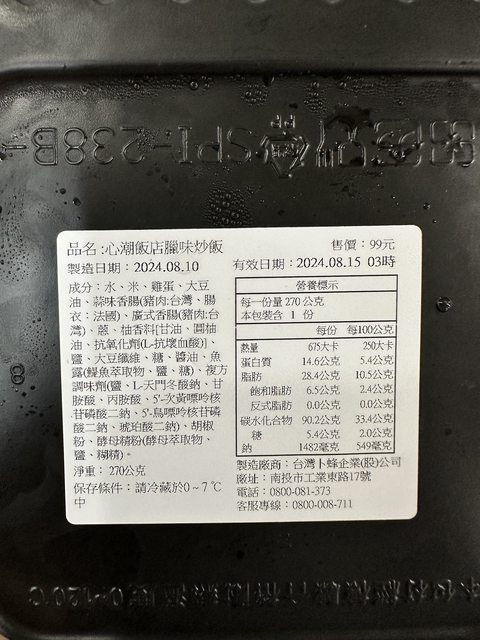 品名:心潮飯店臘味炒飯
售價:99元
製造日期:2024.08.10
有效日期:2024.08.15 03時
成分:水、米、雞蛋、大豆
油、蒜味香腸(豬肉:台灣、腸
衣:法國)、廣式香腸(豬肉:台
灣)、蔥、柚香料[甘油、圓柚
油、抗氧化劑(L-抗壞血酸)]、
鹽、大豆纖維、糖、醬油、魚
露(鯷魚萃取物、鹽、糖)、複方
調味劑(鹽、L-天門冬酸鈉、甘
胺酸、丙胺酸、5'-次黃嘌呤核
苷磷酸二鈉、5'-鳥嘌呤核苷磷
酸二鈉、琥珀酸二鈉)、胡椒
粉、酵母精粉(酵母萃取物、
鹽、糊精)。
淨重:270公克
保存條件:請冷藏於0~7℃
中
營養標示
每一份量 270 公克
本包裝含 1 份
每份 每100公克
熱量 675大卡 250大卡
蛋白質 14.6公克 5.4公克
脂肪 28.4公克 10.5公克
飽和脂肪 6.5公克 2.4公克
反式脂肪 0.0公克 0.0公克
碳水化合物 90.2公克 33.4公克
糖 5.4公克 2.0公克
鈉 1482毫克 549毫克
製造廠商:台灣卜蜂企業(股)公司
廠址:南投市工業東路17號
電話:0800-081-373
客服專線:0800-008-711
SPI-238B
PP
8